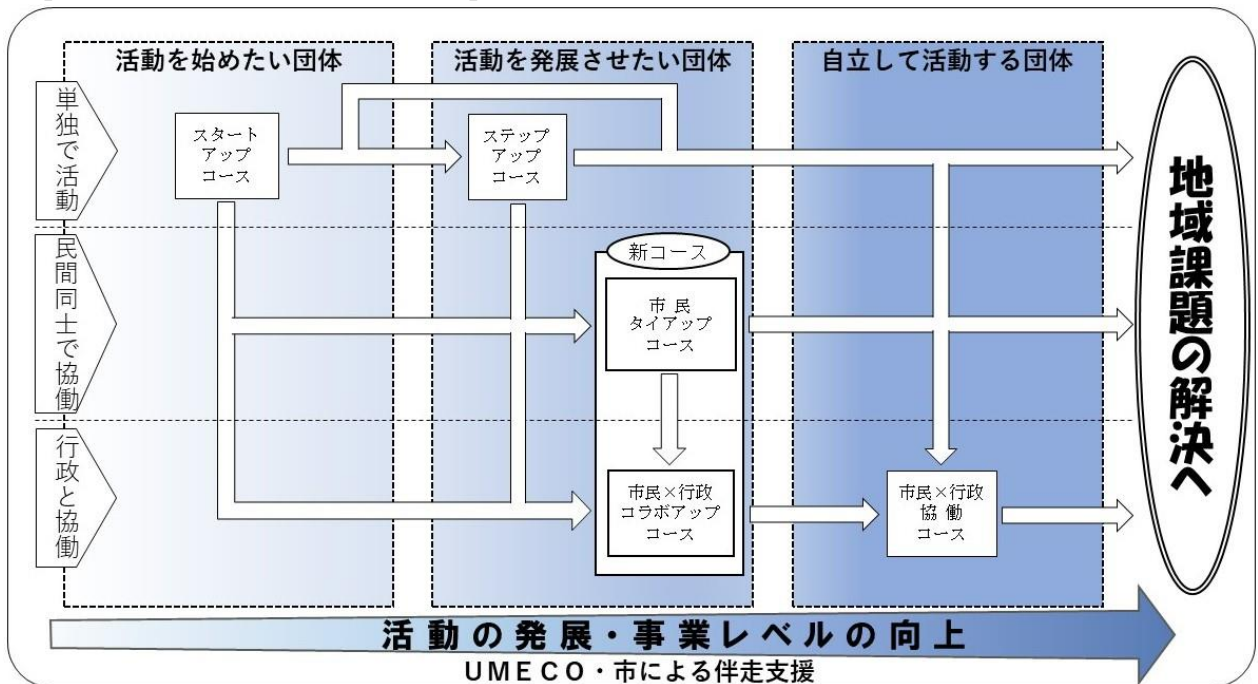 活動を始めたい団体
活動を発展させたい団体
自立して活動する団体
単独で活動
スタート
アップ
コース
ステップ
アップ
コース
民間同士で協働
新コース
市 民
タイアップ
コース
行政と協働
市民×行政
コラボアップ
コース
市民×行政
協 働
コース
地域課題の解決へ
活動の発展・事業レベルの向上
UMECO・市による伴走支援